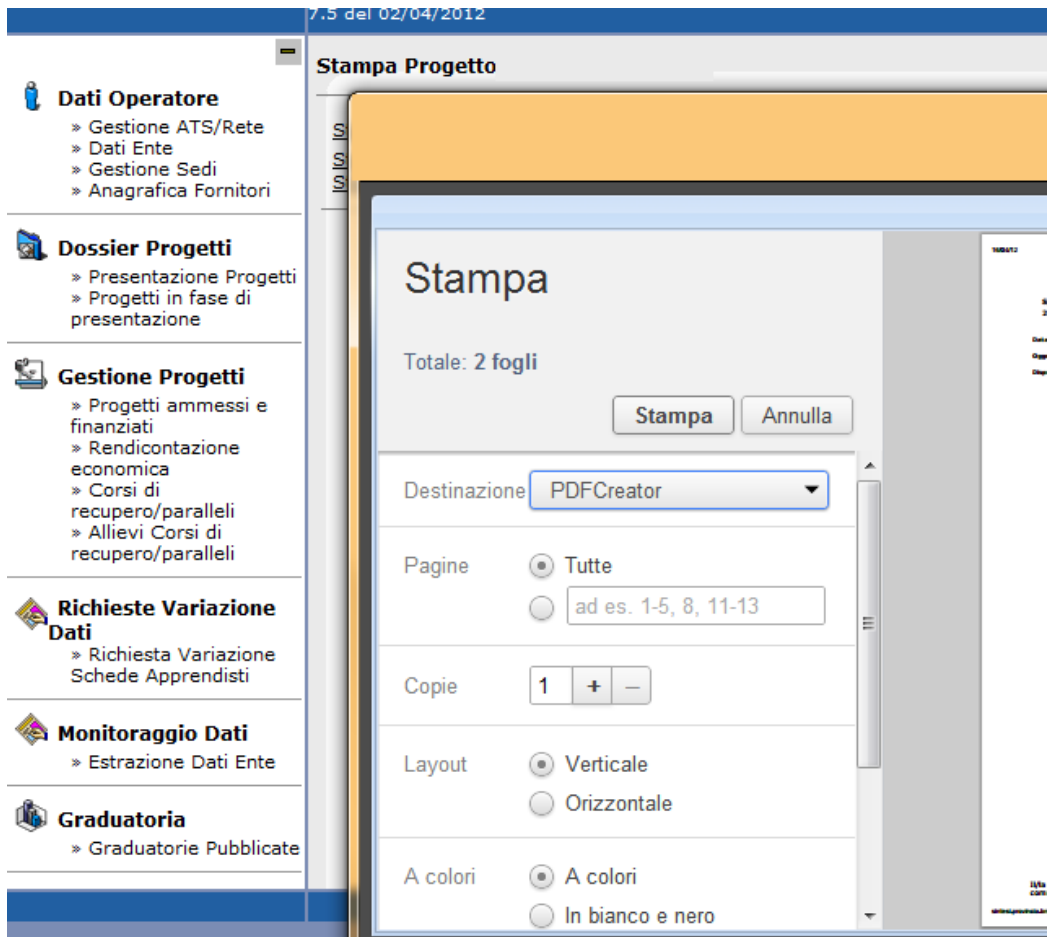 7.5 del 02/04/2012
Stampa Progetto
Dati Operatore
» Gestione ATS/Rete
» Dati Ente
» Gestione Sedi
» Anagrafica Fornitori
Dossier Progetti
» Presentazione Progetti
» Progetti in fase di
presentazione
Gestione Progetti
» Progetti ammessi e
finanziati
» Rendicontazione
economica
» Corsi di
recupero/paralleli
» Allievi Corsi di
recupero/paralleli
Richieste Variazione
Dati
» Richiesta Variazione
Schede Apprendisti
Monitoraggio Dati
» Estrazione Dati Ente
Graduatoria
» Graduatorie Pubblicate
Stampa
Totale: 2 fogli
Stampa Annulla
Destinazione PDFCreator
Pagine Tutte
ad es. 1-5, 8, 11-13
Copie 1 + –
Layout Verticale
Orizzontale
A colori A colori
In bianco e nero